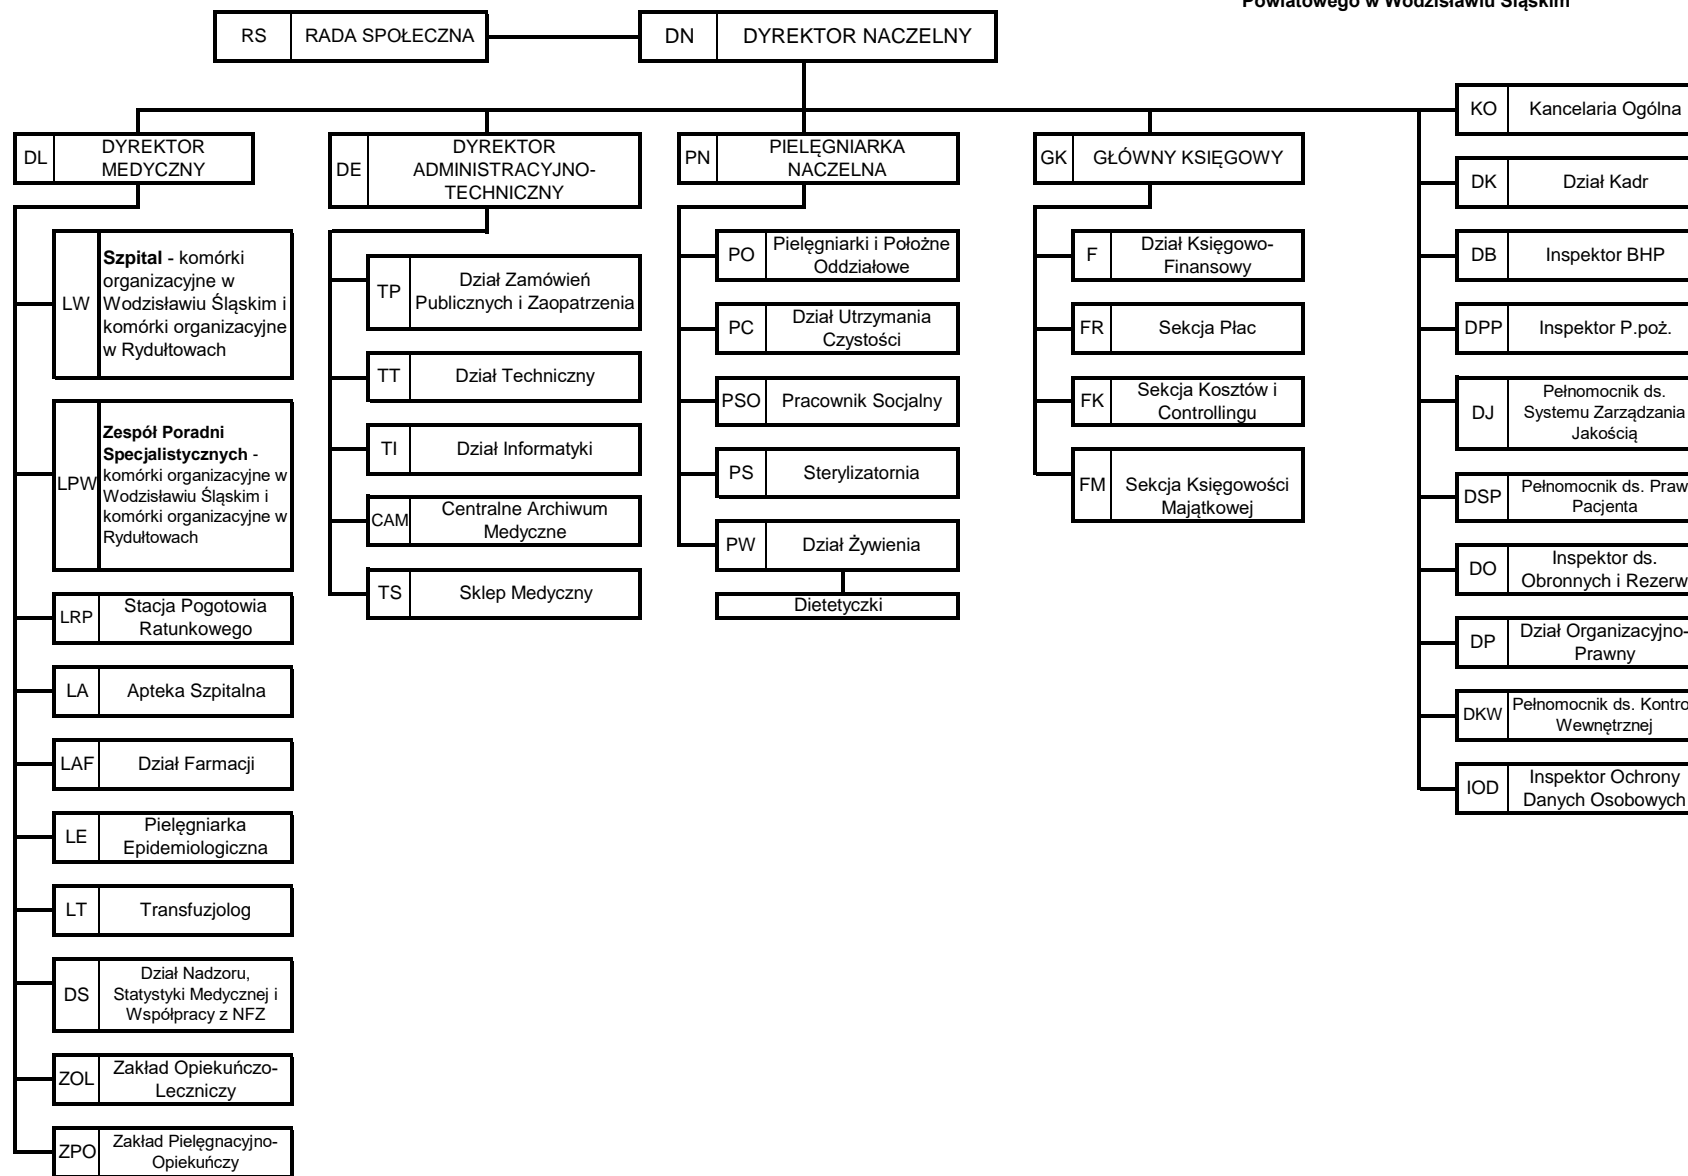 Powiatowego w Wodzisławiu Śląskim
RS
RADA SPOŁECZNA
DN
DYREKTOR NACZELNY
DL
DYREKTOR
MEDYCZNY
LW
Szpital - komórki
organizacyjne w
Wodzisławiu Śląskim i
komórki organizacyjne
w Rydułtowach
LPW
Zespół Poradni
Specjalistycznych -
komórki organizacyjne w
Wodzisławiu Śląskim i
komórki organizacyjne w
Rydułtowach
LRP
Stacja Pogotowia
Ratunkowego
LA
Apteka Szpitalna
LAF
Dział Farmacji
LE
Pielęgniarka
Epidemiologiczna
LT
Transfuzjolog
DS
Dział Nadzoru,
Statystyki Medycznej i
Współpracy z NFZ
ZOL
Zakład Opiekuńczo-
Leczniczy
ZPO
Zakład Pielęgnacyjno-
Opiekuńczy
DE
DYREKTOR
ADMINISTRACYJNO-
TECHNICZNY
TP
Dział Zamówień
Publicznych i Zaopatrzenia
TT
Dział Techniczny
TI
Dział Informatyki
CAM
Centralne Archiwum
Medyczne
TS
Sklep Medyczny
PN
PIELĘGNIARKA
NACZELNA
PO
Pielęgniarki i Położne
Oddziałowe
PC
Dział Utrzymania
Czystości
PSO
Pracownik Socjalny
PS
Sterylizatornia
PW
Dział Żywienia
Dietetyczki
GK
GŁÓWNY KSIĘGOWY
F
Dział Księgowo-
Finansowy
FR
Sekcja Płac
FK
Sekcja Kosztów i
Controllingu
FM
Sekcja Księgowości
Majątkowej
KO
Kancelaria Ogólna
DK
Dział Kadr
DB
Inspektor BHP
DPP
Inspektor P.poż.
DJ
Pełnomocnik ds.
Systemu Zarządzania
Jakością
DSP
Pełnomocnik ds. Praw
Pacjenta
DO
Inspektor ds.
Obronnych i Rezerw
DP
Dział Organizacyjno-
Prawny
DKW
Pełnomocnik ds. Kontro
Wewnętrznej
IOD
Inspektor Ochrony
Danych Osobowych